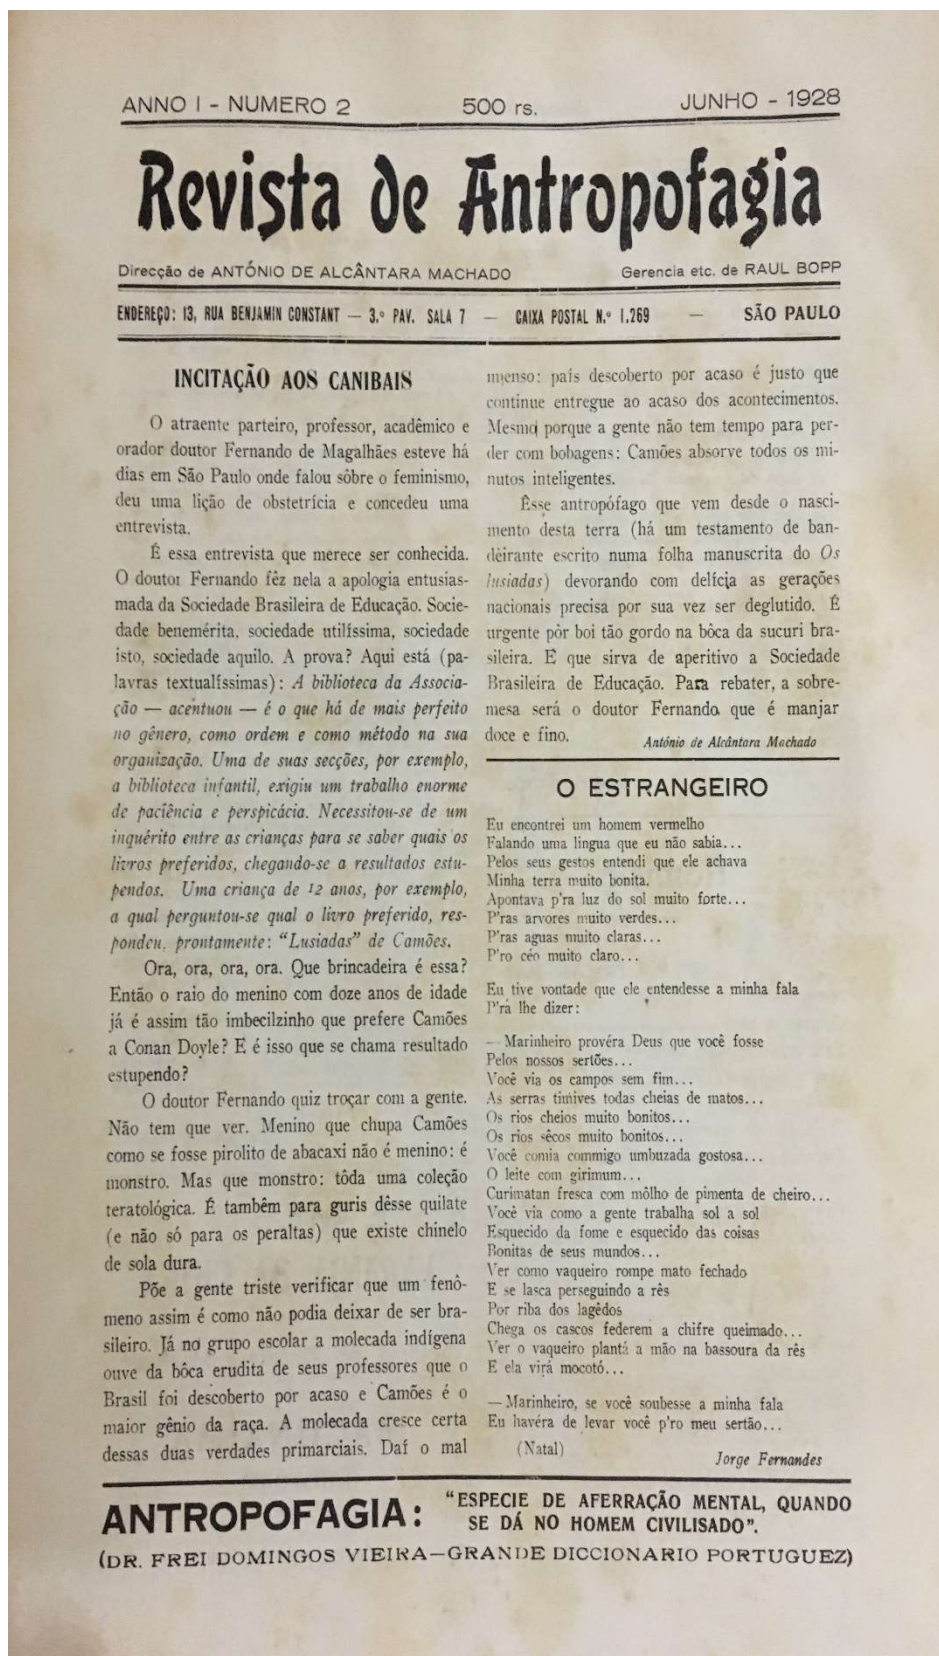 ANNO I - NUMERO 2 500 rs. JUNHO - 1928
Revista de Antropofagia
Direcção de ANTÓNIO DE ALCÂNTARA MACHADO Gerencia etc. de RAUL BOPP
ENDEREÇO: 13, RUA BENJAMIN CONSTANT — 3.º PAV. SALA 7 — CAIXA POSTAL N.º 1.269 — SÃO PAULO
INCITAÇÃO AOS CANIBAIS
O atraente parteiro, professor, acadêmico e
orador doutor Fernando de Magalhães esteve há
dias em São Paulo onde falou sôbre o feminismo,
deu uma lição de obstetrícia e concedeu uma
entrevista.
É essa entrevista que merece ser conhecida.
O doutor Fernando fêz nela a apologia entusias-
mada da Sociedade Brasileira de Educação. Socie-
dade benemérita, sociedade utilíssima, sociedade
isto, sociedade aquilo. A prova? Aqui está (pa-
lavras textualíssimas): A biblioteca da Associa-
ção — acentuou — é o que há de mais perfeito
no gênero, como ordem e como método na sua
organização. Uma de suas secções, por exemplo,
a biblioteca infantil, exigiu um trabalho enorme
de paciência e perspicácia. Necessitou-se de um
inquérito entre as crianças para se saber quais os
livros preferidos, chegando-se a resultados estu-
pendos. Uma criança de 12 anos, por exemplo,
a qual perguntou-se qual o livro preferido, res-
pondeu, prontamente: “Lusiadas” de Camões.
Ora, ora, ora, ora. Que brincadeira é essa?
Então o raio do menino com doze anos de idade
já é assim tão imbecilzinho que prefere Camões
a Conan Doyle? E é isso que se chama resultado
estupendo?
O doutor Fernando quiz troçar com a gente.
Não tem que ver. Menino que chupa Camões
como se fosse pirolito de abacaxi não é menino: é
monstro. Mas que monstro: tôda uma coleção
teratológica. É também para guris dêsse quilate
(e não só para os peraltas) que existe chinelo
de sola dura.
Põe a gente triste verificar que um fenô-
meno assim é como não podia deixar de ser bra-
sileiro. Já no grupo escolar a molecada indígena
ouve da bôca erudita de seus professores que o
Brasil foi descoberto por acaso e Camões é o
maior gênio da raça. A molecada cresce certa
dessas duas verdades primarciais. Daí o mal
imenso: país descoberto por acaso é justo que
continue entregue ao acaso dos acontecimentos.
Mesmo porque a gente não tem tempo para per-
der com bobagens: Camões absorve todos os mi-
nutos inteligentes.
Êsse antropófago que vem desde o nasci-
mento desta terra (há um testamento de ban-
dèirante escrito numa folha manuscrita do Os
lusiadas) devorando com delícia as gerações
nacionais precisa por sua vez ser deglutido. É
urgente pôr boi tão gordo na bôca da sucuri bra-
sileira. E que sirva de aperitivo a Sociedade
Brasileira de Educação. Para rebater, a sobre-
mesa será o doutor Fernando que é manjar
doce e fino.
António de Alcântara Machado
O ESTRANGEIRO
Eu encontrei um homem vermelho
Falando uma lingua que eu não sabia...
Pelos seus gestos entendi que ele achava
Minha terra muito bonita.
Apontava p'ra luz do sol muito forte...
P'ras arvores muito verdes...
P'ras aguas muito claras...
P'ro céo muito claro...
Eu tive vontade que ele entendesse a minha fala
P'rá lhe dizer:
— Marinheiro provéra Deus que você fosse
Pelos nossos sertões...
Você via os campos sem fim...
As serras timives todas cheias de matos...
Os rios cheios muito bonitos...
Os rios sêcos muito bonitos...
Você comia commigo umbuzada gostosa...
O leite com girimum...
Curimatan fresca com môlho de pimenta de cheiro...
Você via como a gente trabalha sol a sol
Esquecido da fome e esquecido das coisas
Bonitas de seus mundos...
Ver como vaqueiro rompe mato fechado
E se lasca perseguindo a rês
Por riba dos lagêdos
Chega os cascos federem a chifre queimado...
Ver o vaqueiro plantá a mão na bassoura da rês
E ela virá mocotó...
— Marinheiro, se você soubesse a minha fala
Eu havéra de levar você p'ro meu sertão...
(Natal)
Jorge Fernandes
ANTROPOFAGIA: “ESPECIE DE AFERRAÇÃO MENTAL, QUANDO
SE DÁ NO HOMEM CIVILISADO”.
(DR. FREI DOMINGOS VIEIRA—GRANDE DICCIONARIO PORTUGUEZ)